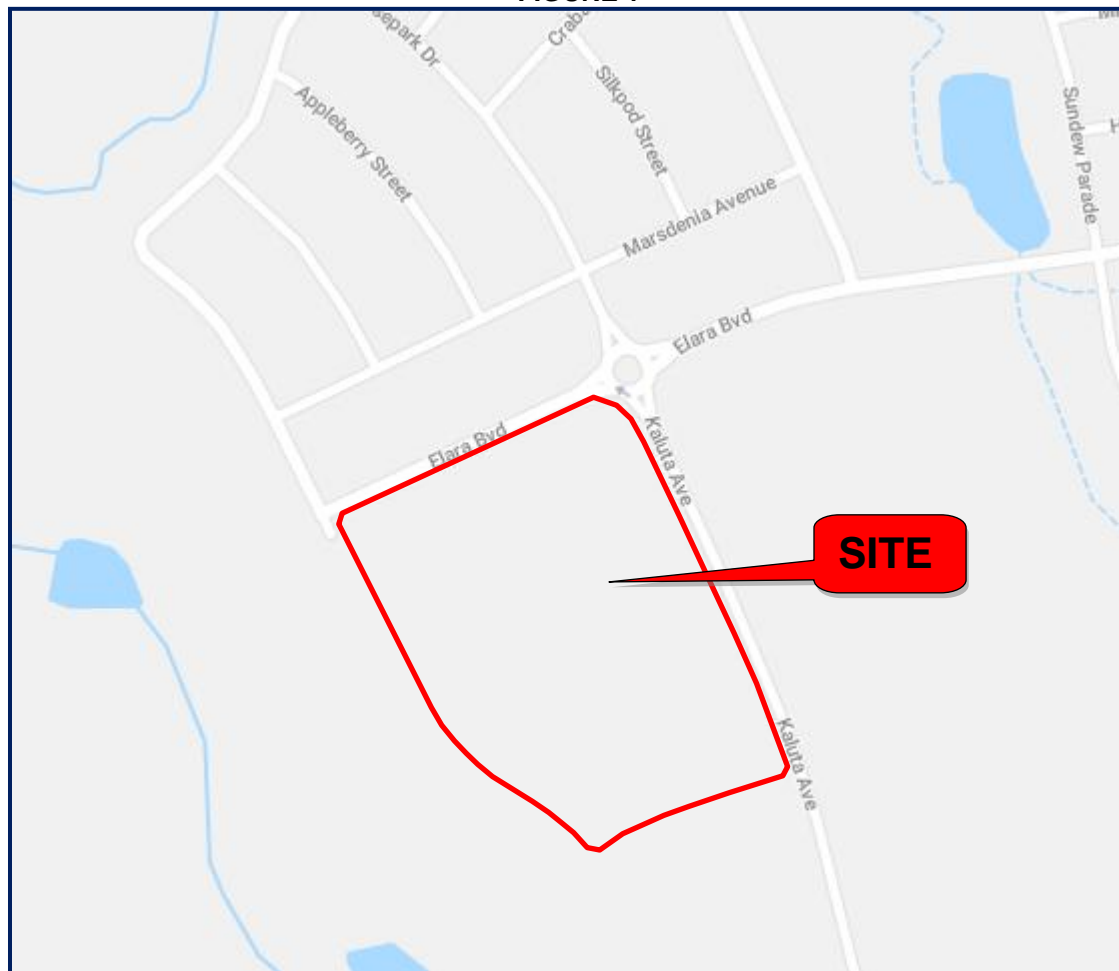 Appleberry Street
Silkpod Street
Marsdenia Avenue
Sundew Parade
Elara Bvd
Elara Bvd
Kaluta Ave
SITE
Kaluta Ave